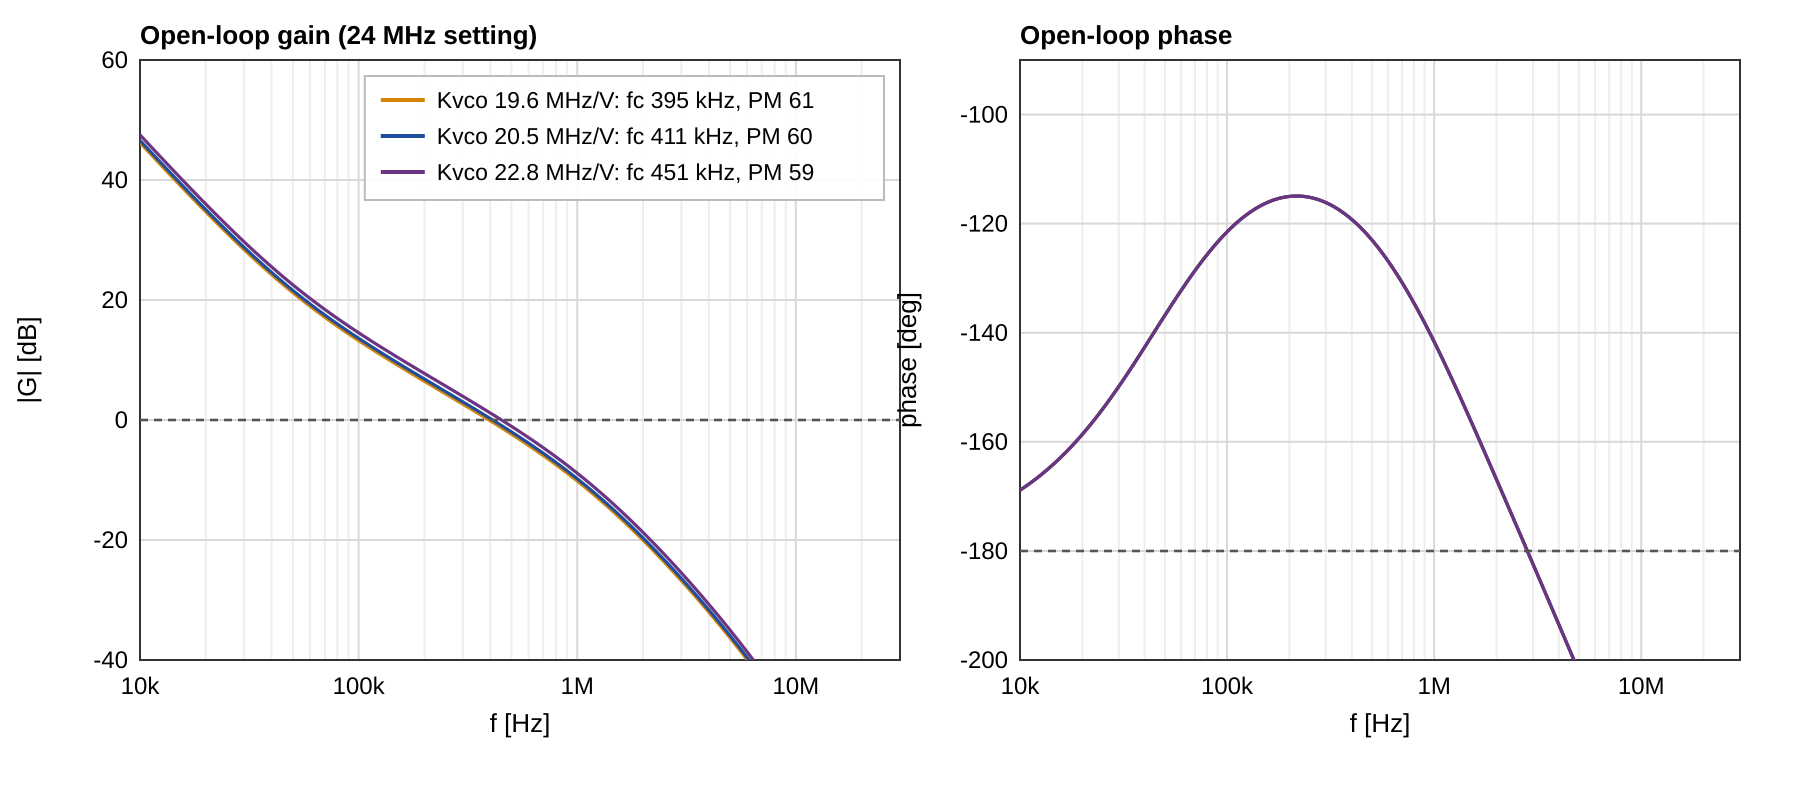 Open-loop gain (24 MHz setting)
60
40
20
0
-20
-40
|G| [dB]
Kvco 19.6 MHz/V: fc 395 kHz, PM 61
Kvco 20.5 MHz/V: fc 411 kHz, PM 60
Kvco 22.8 MHz/V: fc 451 kHz, PM 59
10k 100k 1M 10M
f [Hz]
Open-loop phase
-100
-120
-140
-160
-180
-200
phase [deg]
10k 100k 1M 10M
f [Hz]